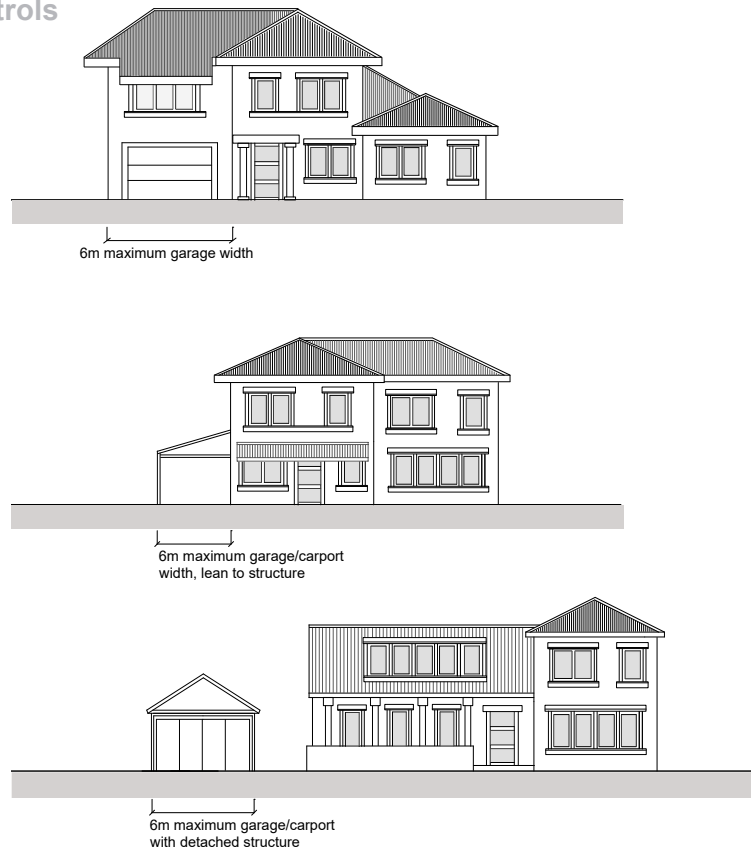 trols
6m maximum garage width
6m maximum garage/carport
width, lean to structure
6m maximum garage/carport
with detached structure